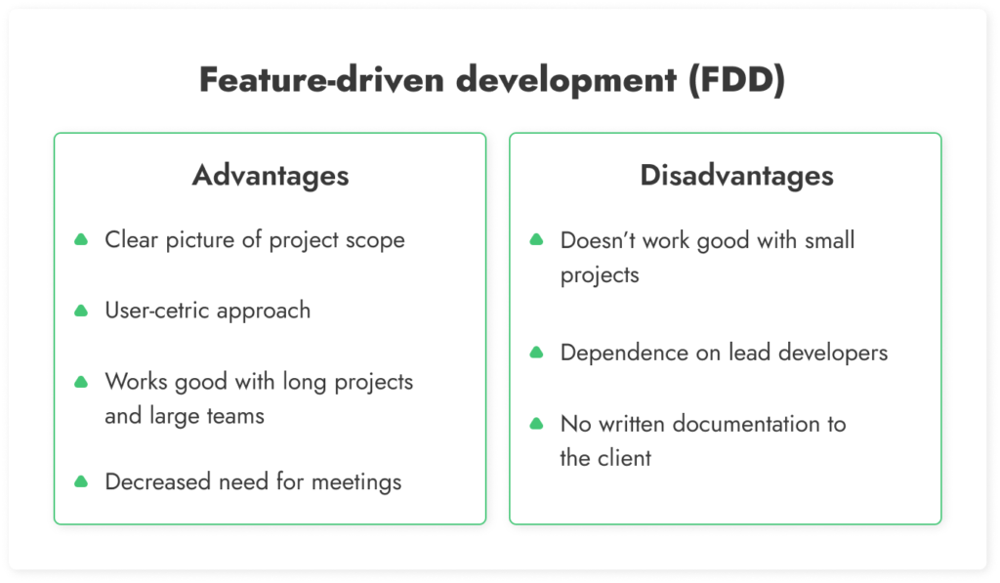 Feature-driven development (FDD)
Advantages
Clear picture of project scope
User-cetric approach
Works good with long projects
and large teams
Decreased need for meetings
Disadvantages
Doesn't work good with small
projects
Dependence on lead developers
No written documentation to
the client